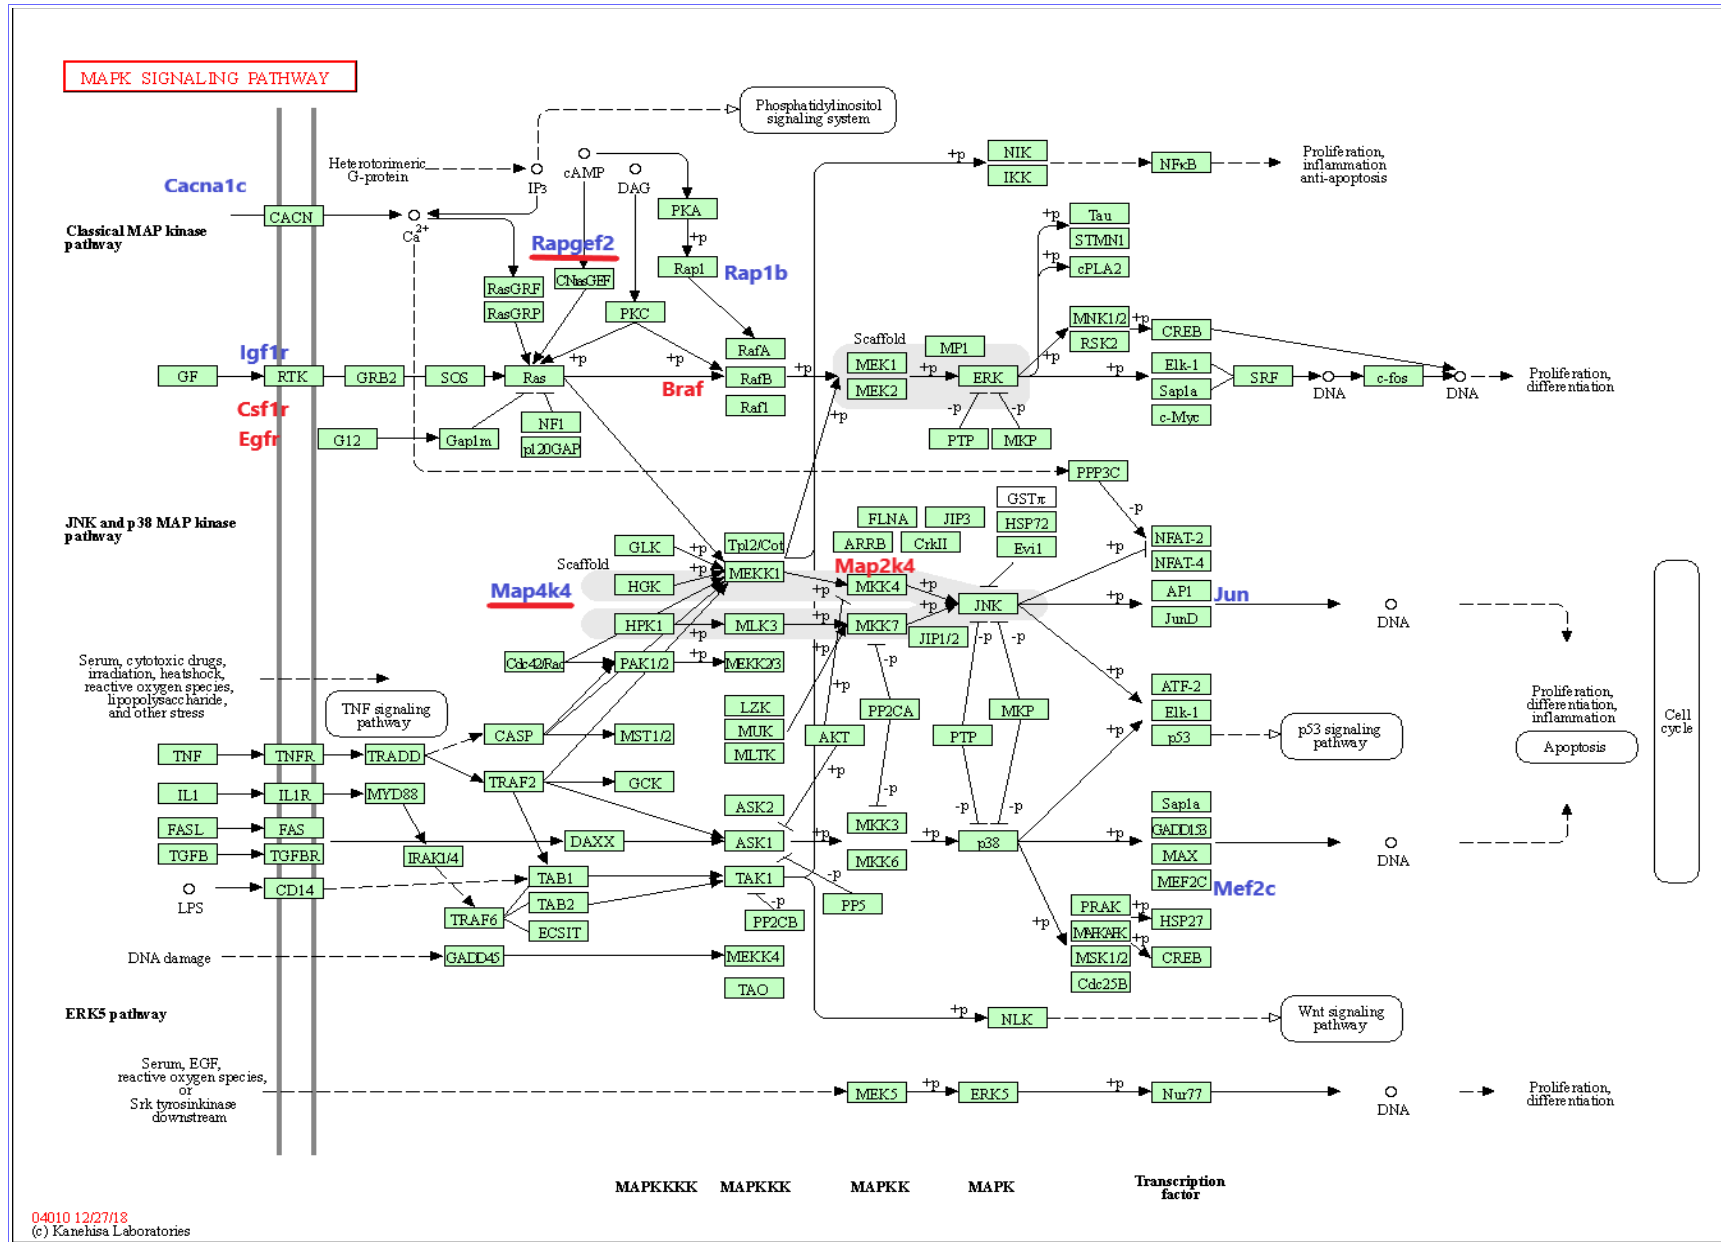 MAPK SIGNALING PATHWAY
Phosphatidylinositol
signaling system
Heterotorimeric
G-protein
IP3
cAMP
DAG
+p
NIK
IKK
NFκB
Proliferation,
inflammation
anti-apoptosis
Cacna1c
CACN
Ca2+
PKA
+p
+p
Tau
STMN1
Classical MAP kinase
pathway
Rapgef2
CNrasGEF
Rap1
Rap1b
+p
cPLA2
RasGRF
RasGRP
PKC
MNK1/2
+p
CREB
RSK2
Scaffold
MP1
Igf1r
RafA
MEK1
+p
+p
+p
Elk-1
GF
RTK
GRB2
SOS
Ras
RafB
+p
+p
ERK
+p
SRF
DNA
c-fos
DNA
Proliferation,
differentiation
Braf
MEK2
Sap1a
Csf1r
Raf1
+p
-p
-p
c-Myc
Egfr
G12
Gap1m
NF1
p120GAP
PTP
MKP
PPP3C
JNK and p38 MAP kinase
pathway
GSTπ
-p
FLNA
JIP3
HSP72
NFAT-2
GLK
+p
Tpl2/Cot
ARRB
CrkII
Evi1
+p
NFAT-4
Scaffold
Map2k4
Map4k4
HGK
+p
MEKK1
MKK4
+p
AP1
Jun
+p
+p
JNK
+p
DNA
HPK1
MLK3
+p
MKK7
+p
JunD
+p
JIP1/2
-p
-p
Cdc42/Rac
PAK1/2
+p
MEKK2/3
-p
+p
Serum, cytotoxic drugs,
irradiation, heatshock,
reactive oxygen species,
lipopolysaccharide,
and other stress
+p
ATF-2
TNF signaling
pathway
LZK
PP2CA
MKP
Elk-1
Proliferation,
differentiation,
inflammation
Cell
cycle
CASP
MST1/2
MUK
AKT
PTP
p53
p53 signaling
pathway
TNF
TNFR
TRADD
MLTK
+p
Apoptosis
TRAF2
GCK
+p
IL1
IL1R
MYD88
ASK2
-p
-p
-p
Sap1a
FASL
FAS
MKK3
GADD153
DAXX
ASK1
+p
+p
p38
+p
DNA
TGFB
TGFBR
IRAK1/4
MKK6
MAX
LPS
CD14
TAB1
TAK1
-p
MEF2C
Mef2c
TAB2
-p
PP5
PRAK
+p
TRAF6
PP2CB
+p
HSP27
ECSIT
MAPKAPK
+p
DNA damage
GADD45
MEKK4
MSK1/2
CREB
TAO
Cdc25B
ERK5 pathway
+p
NLK
Wnt signaling
pathway
Serum, EGF,
reactive oxygen species,
or
Srk tyrosinkinase
downstream
MEK5
+p
ERK5
+p
Nur77
DNA
Proliferation,
differentiation
MAPKKKK
MAPKKK
MAPKK
MAPK
Transcription
factor
04010 12/27/18
(c) Kanehisa Laboratories